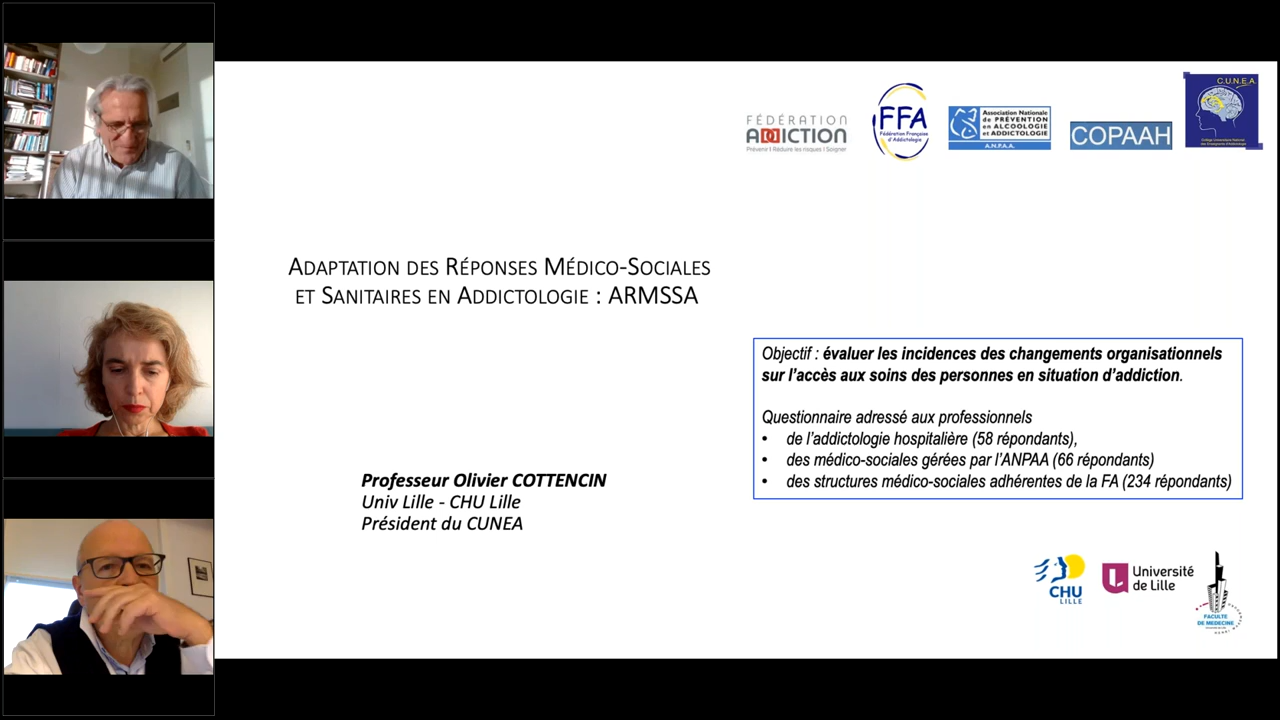 FÉDÉRATION
ADDICTION
Prévenir I Réduire les risques I Soigner
FFA
Fédération Française
d'Addictologie
Association Nationale
de PRÉVENTION
en ALCOOLOGIE
et ADDICTOLOGIE
A.N.P.A.A.
COPAAH
C.U.N.E.A.
ADAPTATION DES RÉPONSES MÉDICO-SOCIALES
ET SANITAIRES EN ADDICTOLOGIE : ARMSSA
Objectif : évaluer les incidences des changements organisationnels
sur l'accès aux soins des personnes en situation d'addiction.
Questionnaire adressé aux professionnels
• de l'addictologie hospitalière (58 répondants),
• des médico-sociales gérées par l'ANPAA (66 répondants)
• des structures médico-sociales adhérentes de la FA (234 répondants)
Professeur Olivier COTTENCIN
Univ Lille - CHU Lille
Président du CUNEA
CHU
LILLE
Université
de Lille
FACULTE
DE MEDECINE